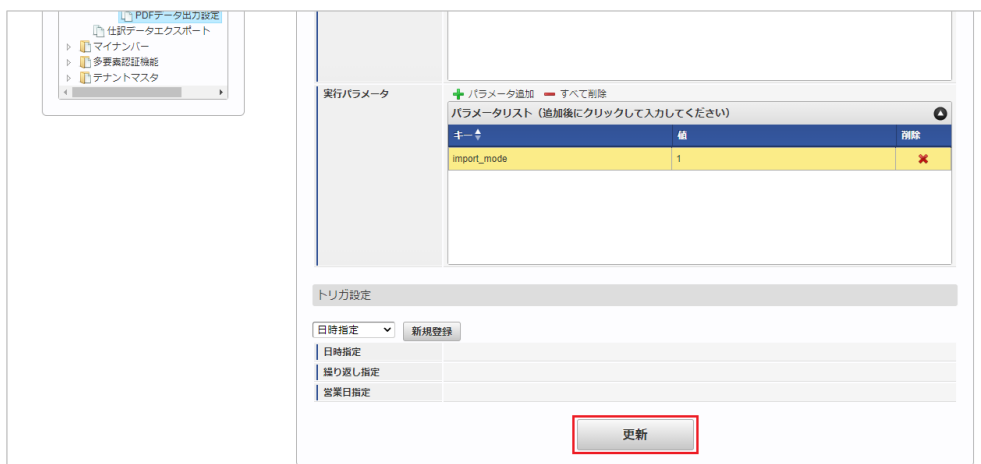 PDFデータ出力設定
仕訳データエクスポート
マイナンバー
多要素認証機能
テナントマスタ
実行パラメータ
パラメータ追加 すべて削除
パラメータリスト（追加後にクリックして入力してください）
キー 値 削除
import_mode 1
トリガ設定
日時指定 新規登録
日時指定
繰り返し指定
営業日指定
更新